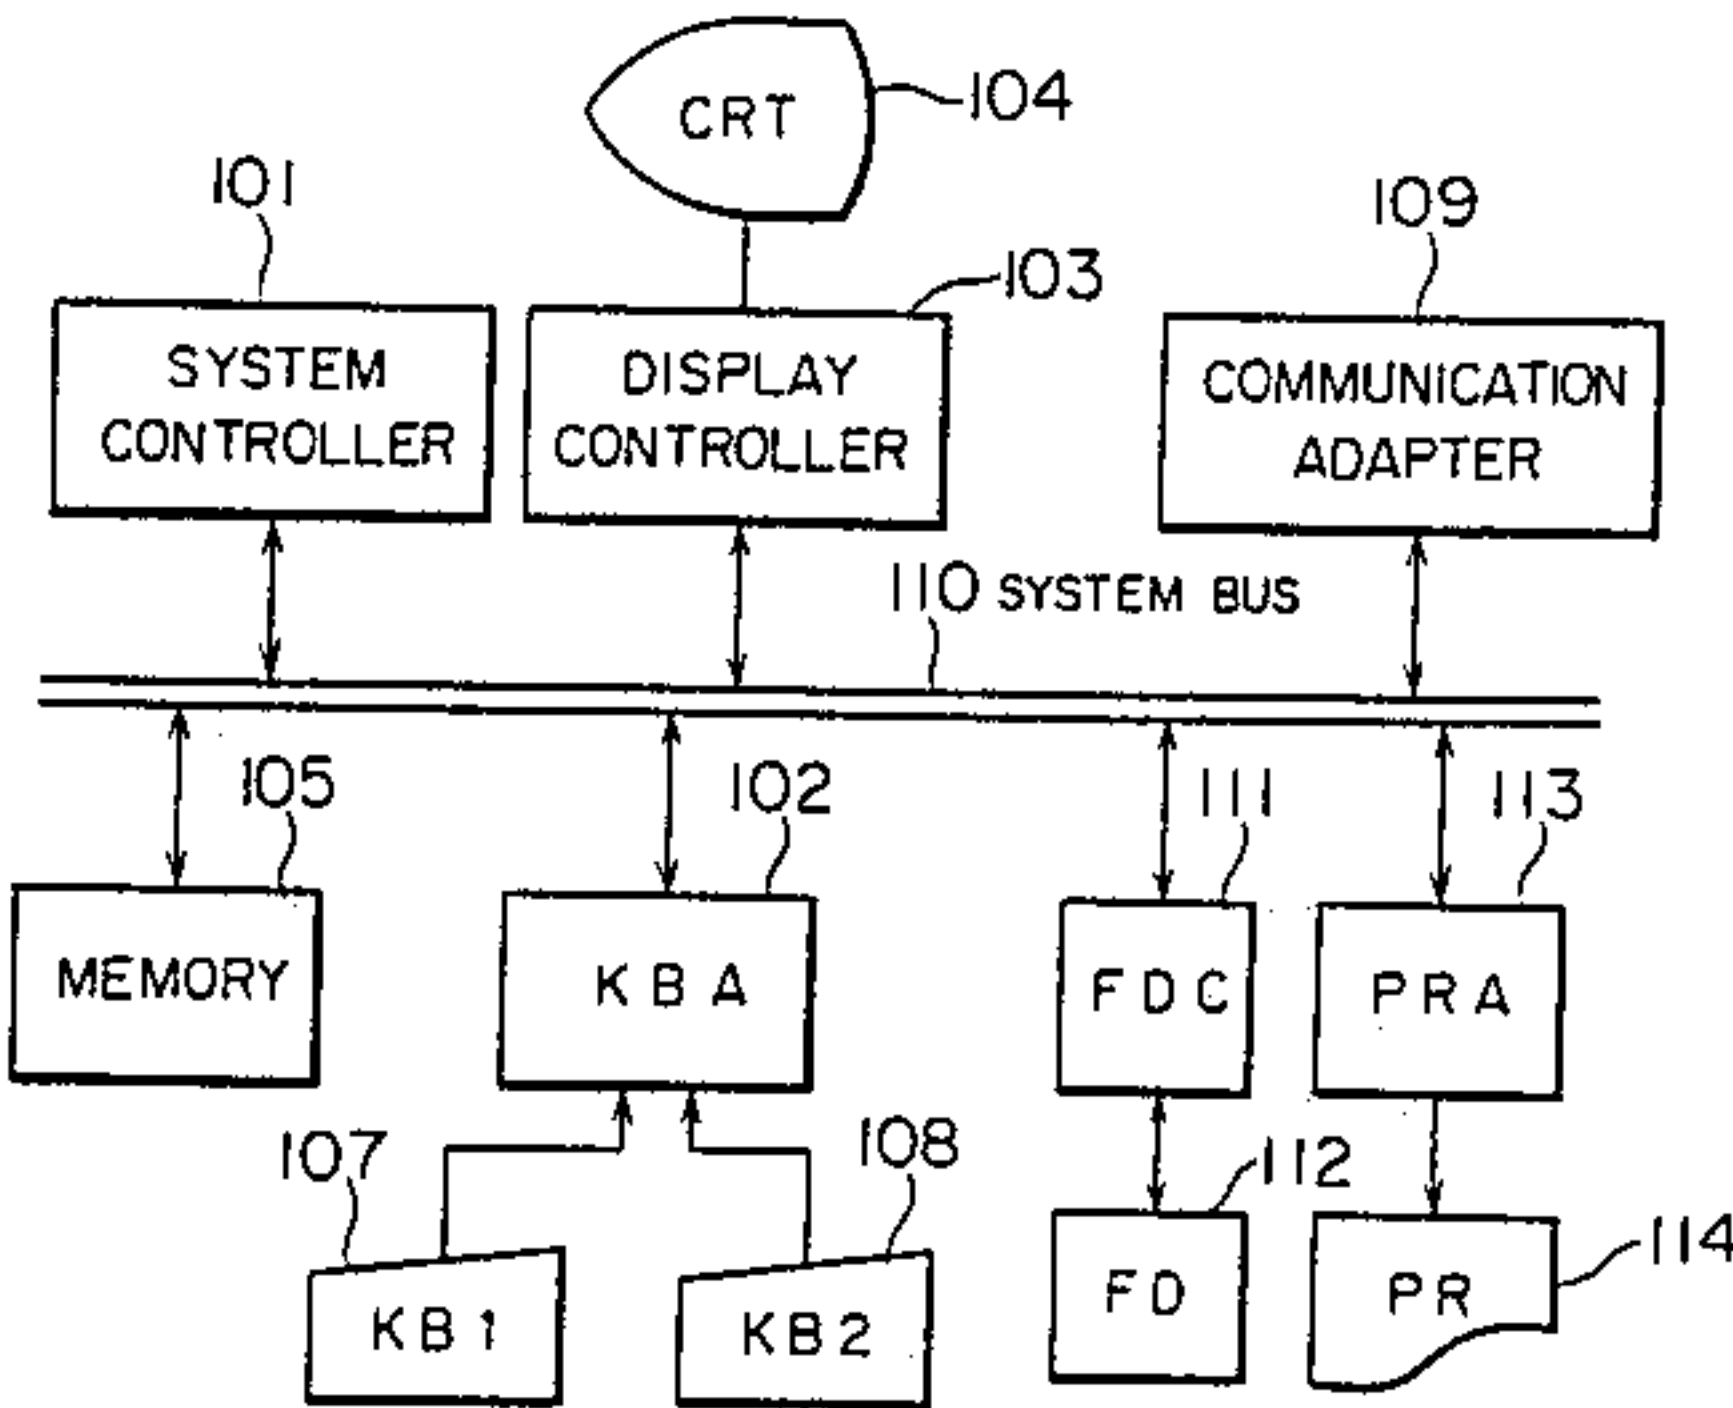 CRT
104
101
109
103
SYSTEM
CONTROLLER
DISPLAY
CONTROLLER
COMMUNICATION
ADAPTER
110 SYSTEM BUS
105
102
111
113
MEMORY
KBA
FDC
PRA
107
108
112
114
KB1
KB2
FD
PR